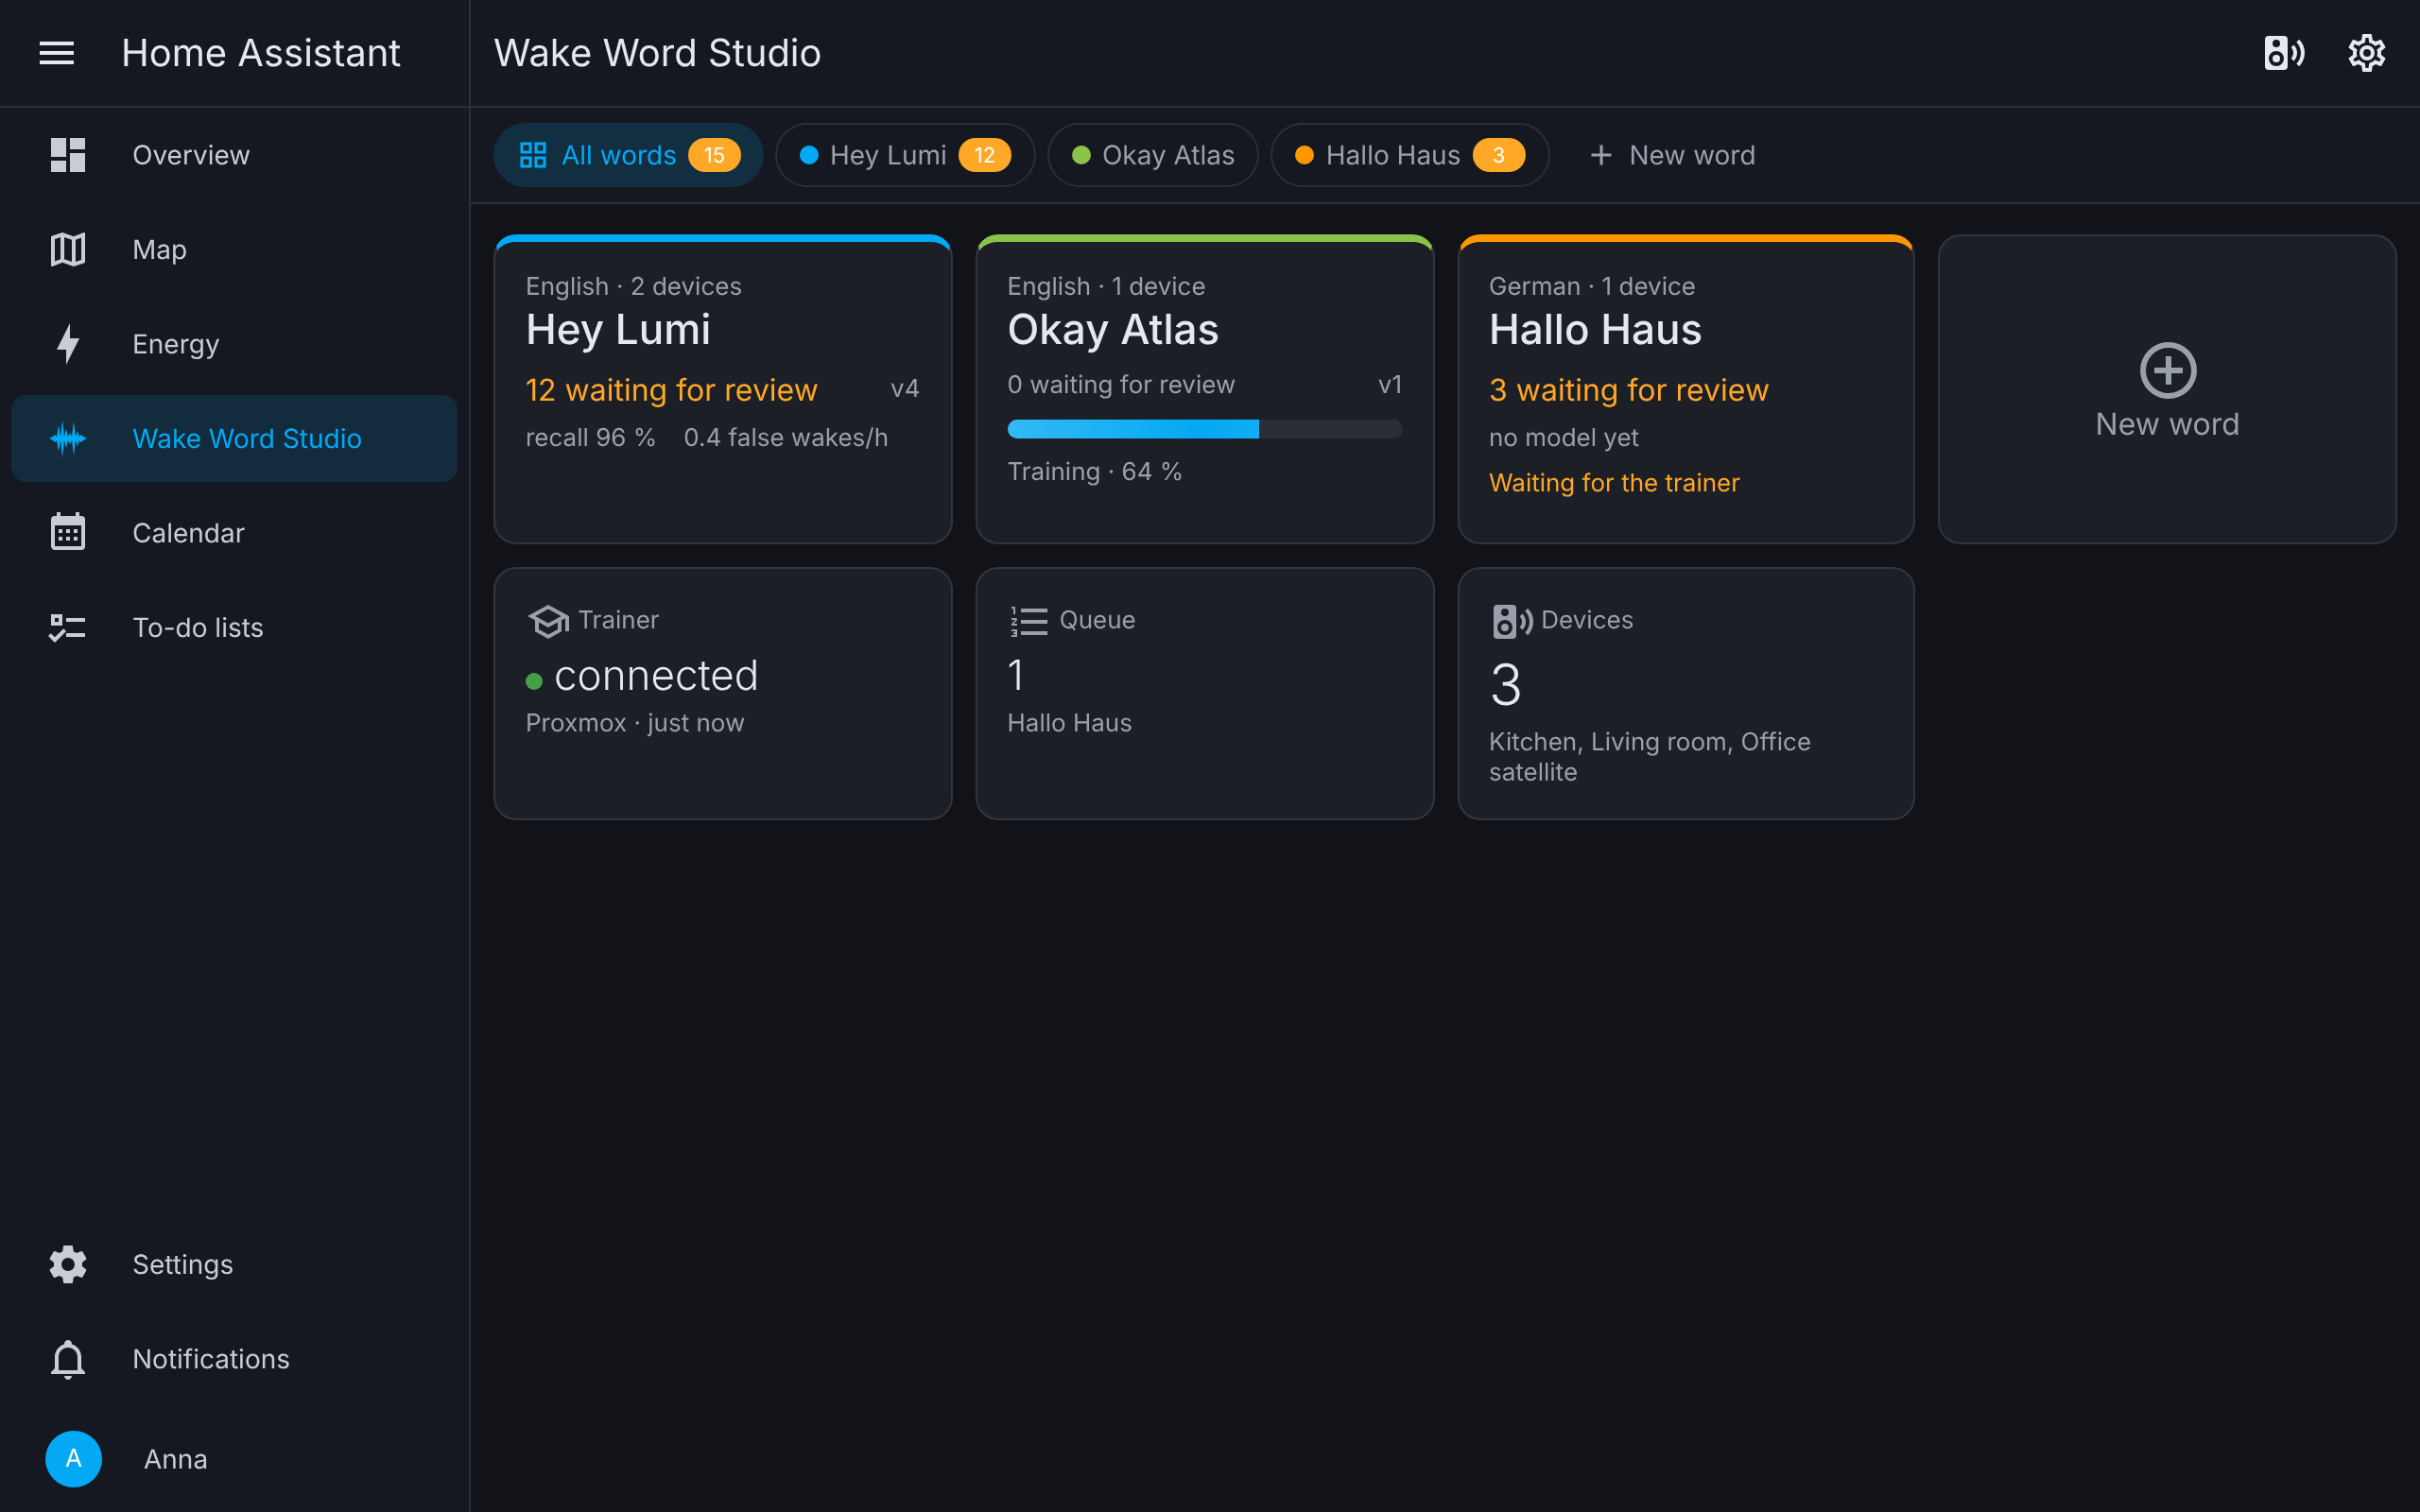 Home Assistant
Wake Word Studio
Overview
Map
Energy
Wake Word Studio
Calendar
To-do lists
Settings
Notifications
A
Anna
All words 15
Hey Lumi 12
Okay Atlas
Hallo Haus 3
+ New word
English · 2 devices
Hey Lumi
12 waiting for review v4
recall 96 % 0.4 false wakes/h
English · 1 device
Okay Atlas
0 waiting for review v1
Training · 64 %
German · 1 device
Hallo Haus
3 waiting for review
no model yet
Waiting for the trainer
New word
Trainer
connected
Proxmox · just now
Queue
1
Hallo Haus
Devices
3
Kitchen, Living room, Office
satellite